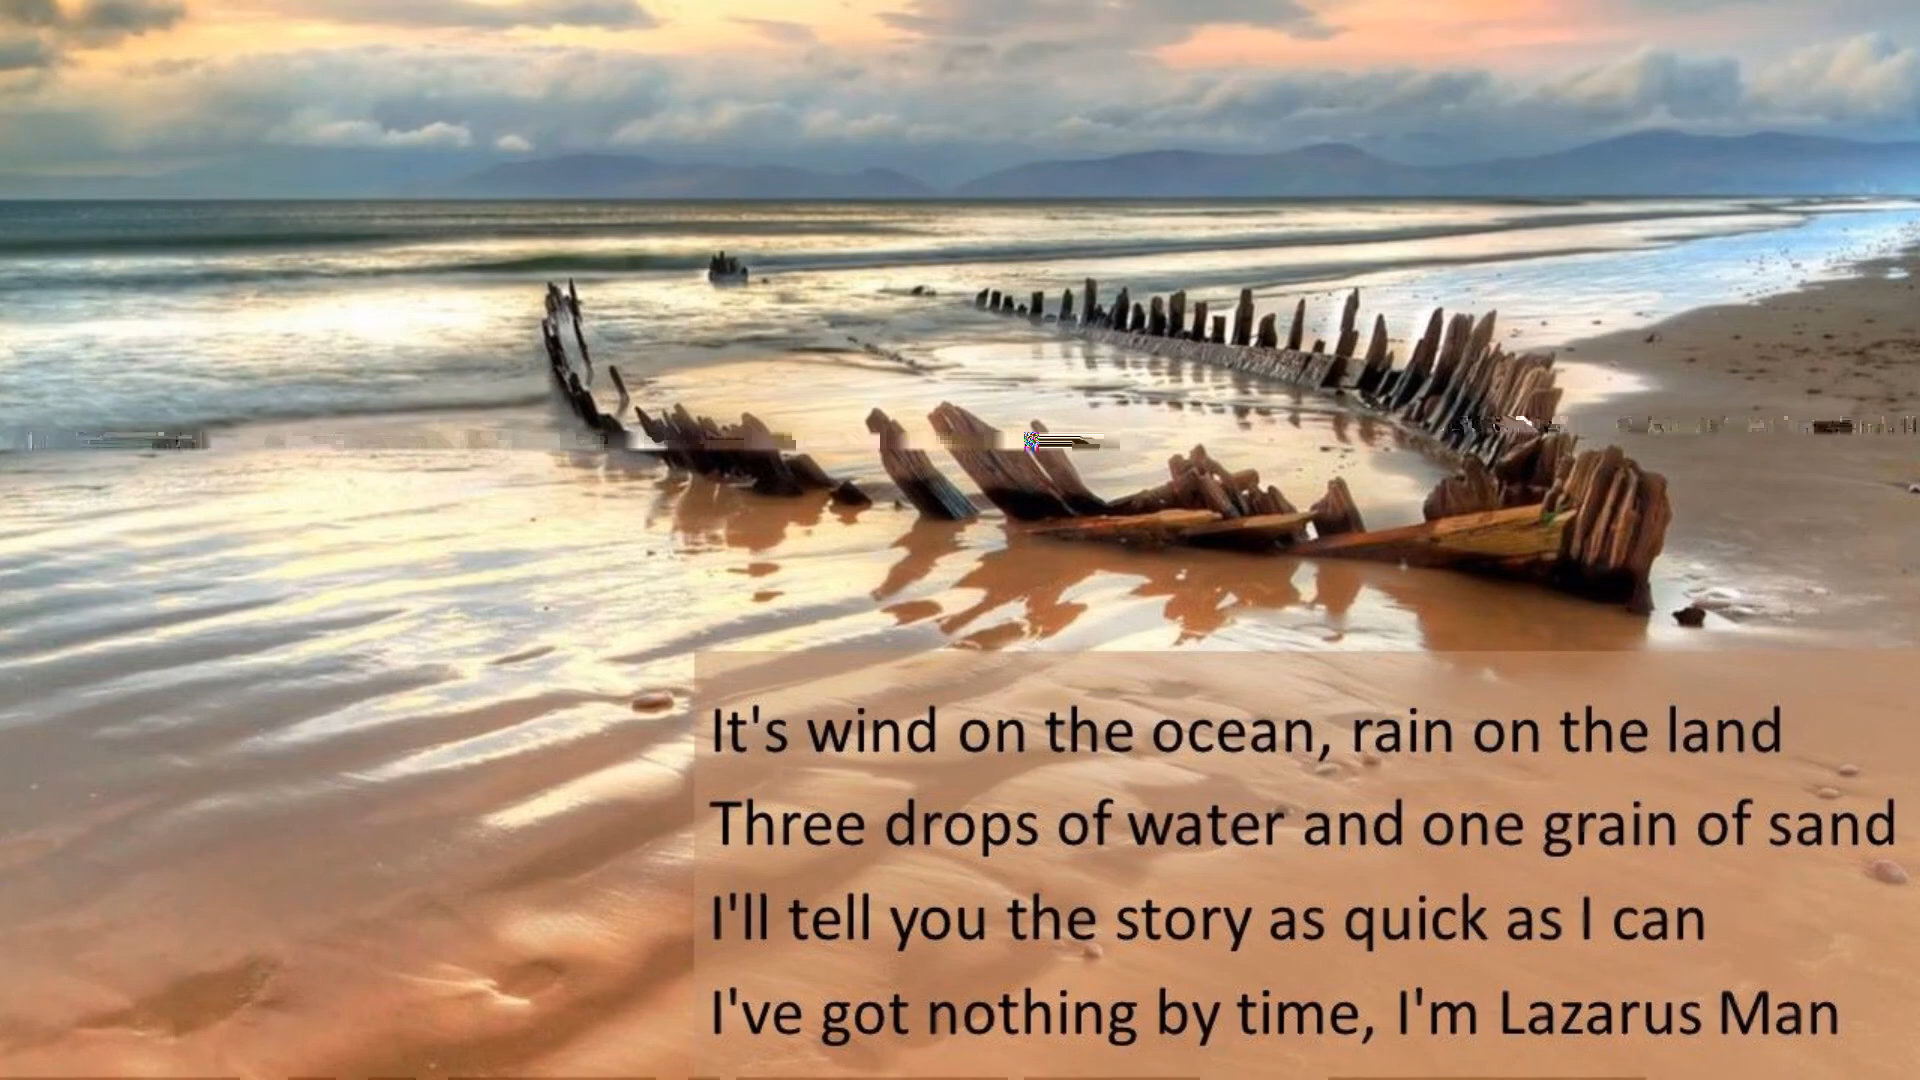 It's wind on the ocean, rain on the land
Three drops of water and one grain of sand
I'll tell you the story as quick as I can
I've got nothing by time, I'm Lazarus Man